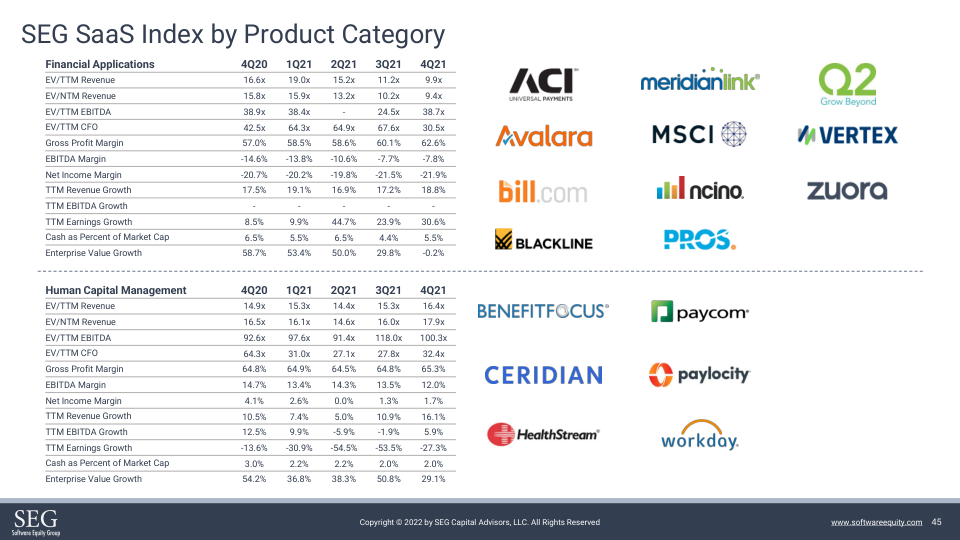 SEG SaaS Index by Product Category
Financial Applications 4Q20 1Q21 2Q21 3Q21 4Q21
EV/TTM Revenue 16.6x 19.0x 15.2x 11.2x 9.9x
EV/NTM Revenue 15.8x 15.9x 13.2x 10.2x 9.4x
EV/TTM EBITDA 38.9x 38.4x - 24.5x 38.7x
EV/TTM CFO 42.5x 64.3x 64.9x 67.6x 30.5x
Gross Profit Margin 57.0% 58.5% 58.6% 60.1% 62.6%
EBITDA Margin -14.6% -13.8% -10.6% -7.7% -7.8%
Net Income Margin -20.7% -20.2% -19.8% -21.5% -21.9%
TTM Revenue Growth 17.5% 19.1% 16.9% 17.2% 18.8%
TTM EBITDA Growth - - - - -
TTM Earnings Growth 8.5% 9.9% 44.7% 23.9% 30.6%
Cash as Percent of Market Cap 6.5% 5.5% 6.5% 4.4% 5.5%
Enterprise Value Growth 58.7% 53.4% 50.0% 29.8% -0.2%
ACI
UNIVERSAL PAYMENTS
meridianlink®
Q2
Grow Beyond
Avalara
MSCI
VERTEX
bill.com
ncino.
zuora
BLACKLINE
PROS.
Human Capital Management 4Q20 1Q21 2Q21 3Q21 4Q21
EV/TTM Revenue 14.9x 15.3x 14.4x 15.3x 16.4x
EV/NTM Revenue 16.5x 16.1x 14.6x 16.0x 17.9x
EV/TTM EBITDA 92.6x 97.6x 91.4x 118.0x 100.3x
EV/TTM CFO 64.3x 31.0x 27.1x 27.8x 32.4x
Gross Profit Margin 64.8% 64.9% 64.5% 64.8% 65.3%
EBITDA Margin 14.7% 13.4% 14.3% 13.5% 12.0%
Net Income Margin 4.1% 2.6% 0.0% 1.3% 1.7%
TTM Revenue Growth 10.5% 7.4% 5.0% 10.9% 16.1%
TTM EBITDA Growth 12.5% 9.9% -5.9% -1.9% 5.9%
TTM Earnings Growth -13.6% -30.9% -54.5% -53.5% -27.3%
Cash as Percent of Market Cap 3.0% 2.2% 2.2% 2.0% 2.0%
Enterprise Value Growth 54.2% 36.8% 38.3% 50.8% 29.1%
BENEFITFOCUS®
paycom®
CERIDIAN
paylocity
HealthStream®
workday.
SEG
Software Equity Group
Copyright © 2022 by SEG Capital Advisors, LLC. All Rights Reserved
www.softwareequity.com 45